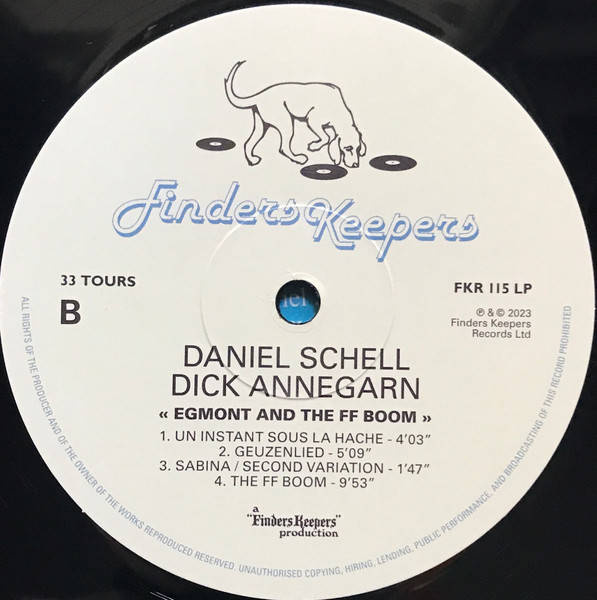 Finders Keepers
33 TOURS
B
FKR 115 LP
℗ & © 2023
Finders Keepers
Records Ltd
DANIEL SCHELL
DICK ANNEGARN
« EGMONT AND THE FF BOOM »
1. UN INSTANT SOUS LA HACHE - 4’03”
2. GEUZENLIED - 5’09”
3. SABINA / SECOND VARIATION - 1’47”
4. THE FF BOOM - 9’53”
a
"Finders Keepers"
production
ALL RIGHTS OF THE PRODUCER AND OF THE OWNER OF THE WORKS REPRODUCED RESERVED. UNAUTHORISED COPYING, HIRING, LENDING, PUBLIC PERFORMANCE, AND BROADCASTING OF THIS RECORD PROHIBITED